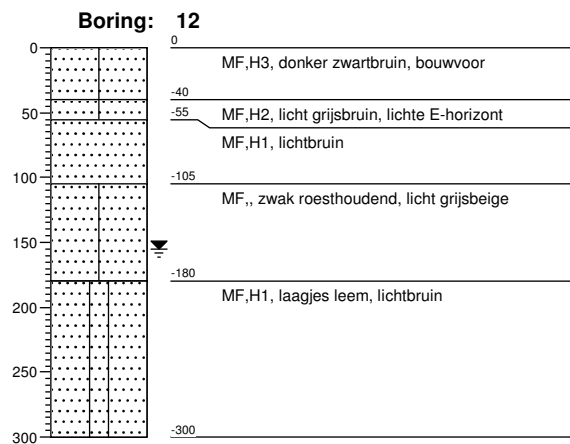 Boring: 12
0
0
MF,H3, donker zwartbruin, bouwvoor
-40
50
-55
MF,H2, licht grijsbruin, lichte E-horizont
MF,H1, lichtbruin
100
-105
MF,, zwak roesthoudend, licht grijsbeige
150
-180
200
MF,H1, laagjes leem, lichtbruin
250
300
-300